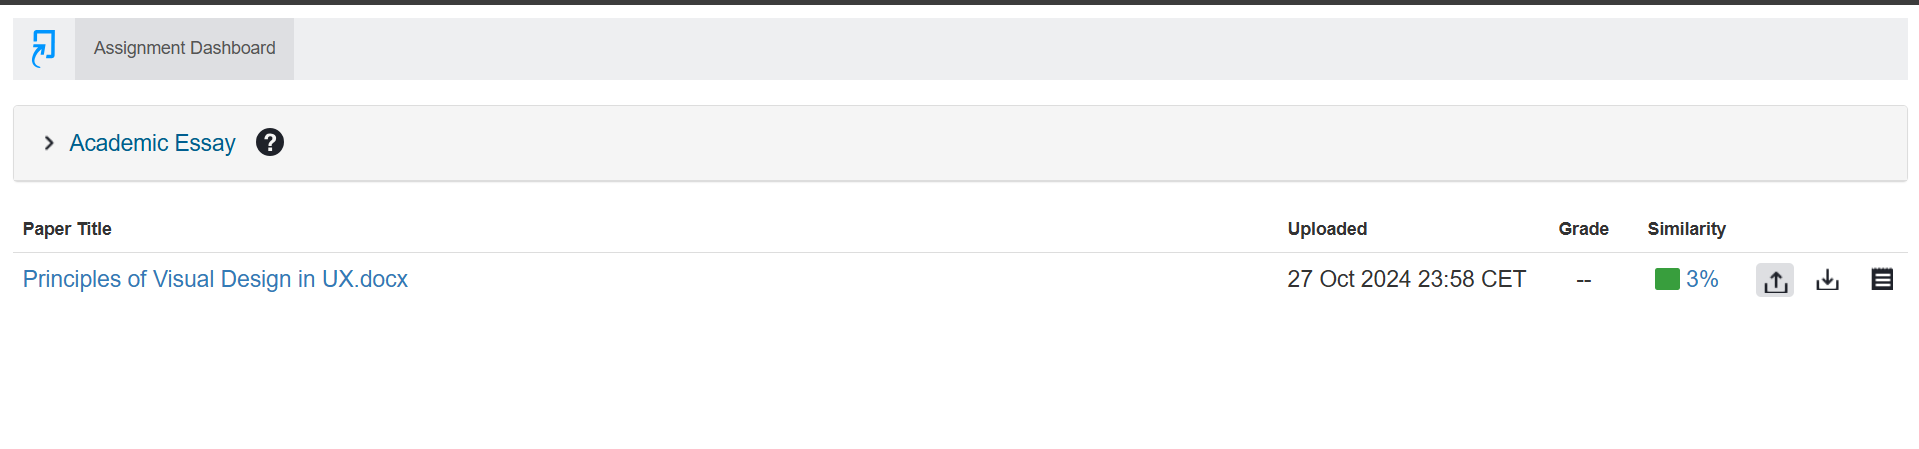 Assignment Dashboard
Academic Essay ?
Paper Title Uploaded Grade Similarity
Principles of Visual Design in UX.docx 27 Oct 2024 23:58 CET -- 3%